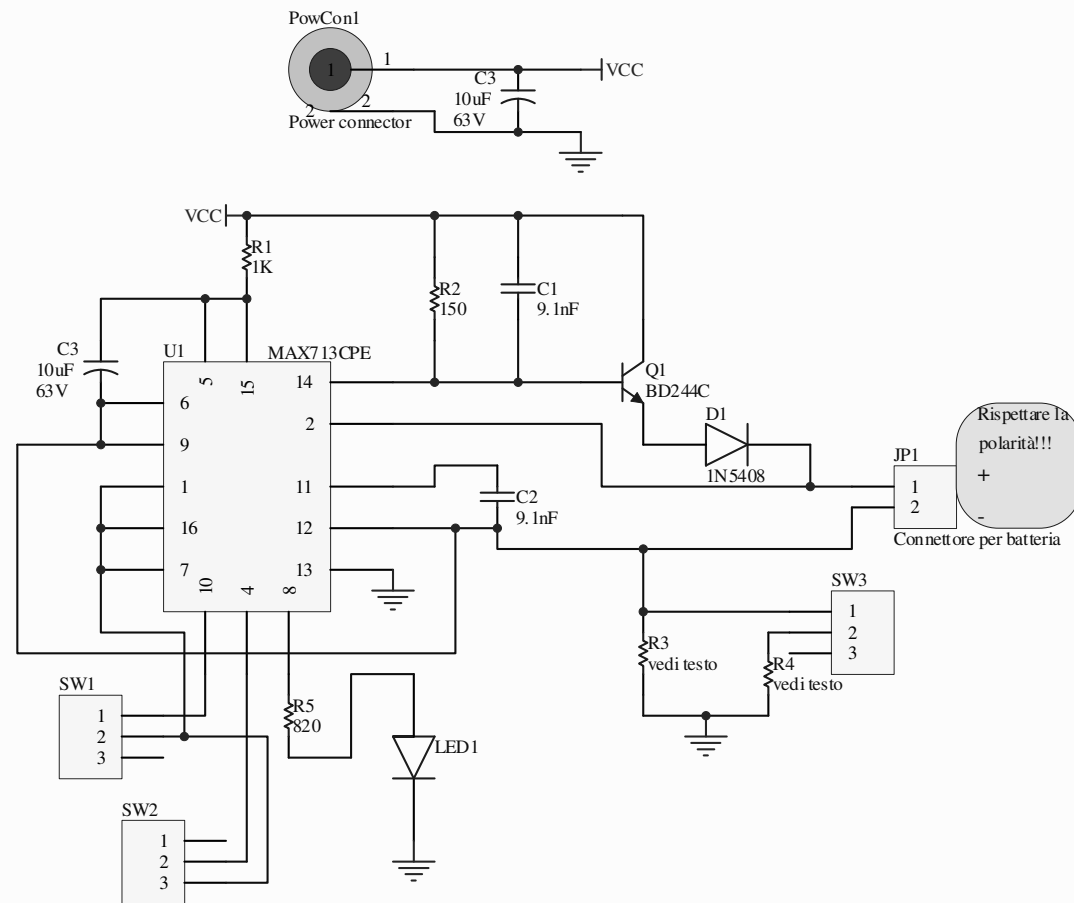 PowCon1
1
1
VCC
C3
10uF
63V
2
2
Power connector
VCC
R1
1K
R2
150
C1
9.1nF
C3
10uF
63V
U1
MAX713CPE
5
15
14
6
2
9
1
11
16
12
7
13
10
4
8
Q1
BD244C
D1
1N5408
C2
9.1nF
JP1
1
2
Rispettare la
polarità!!!
+
-
Connettore per batteria
SW3
1
2
3
R3
vedi testo
R4
vedi testo
SW1
1
2
3
R5
820
LED1
SW2
1
2
3